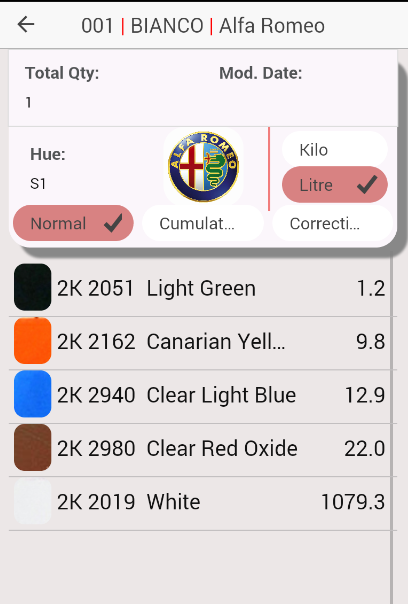 001 | BIANCO | Alfa Romeo
Total Qty: Mod. Date:
1
Hue:
S1
ALFA ROMEO
Kilo
Litre
Normal Cumulat... Correcti...
2K 2051 Light Green 1.2
2K 2162 Canarian Yell... 9.8
2K 2940 Clear Light Blue 12.9
2K 2980 Clear Red Oxide 22.0
2K 2019 White 1079.3